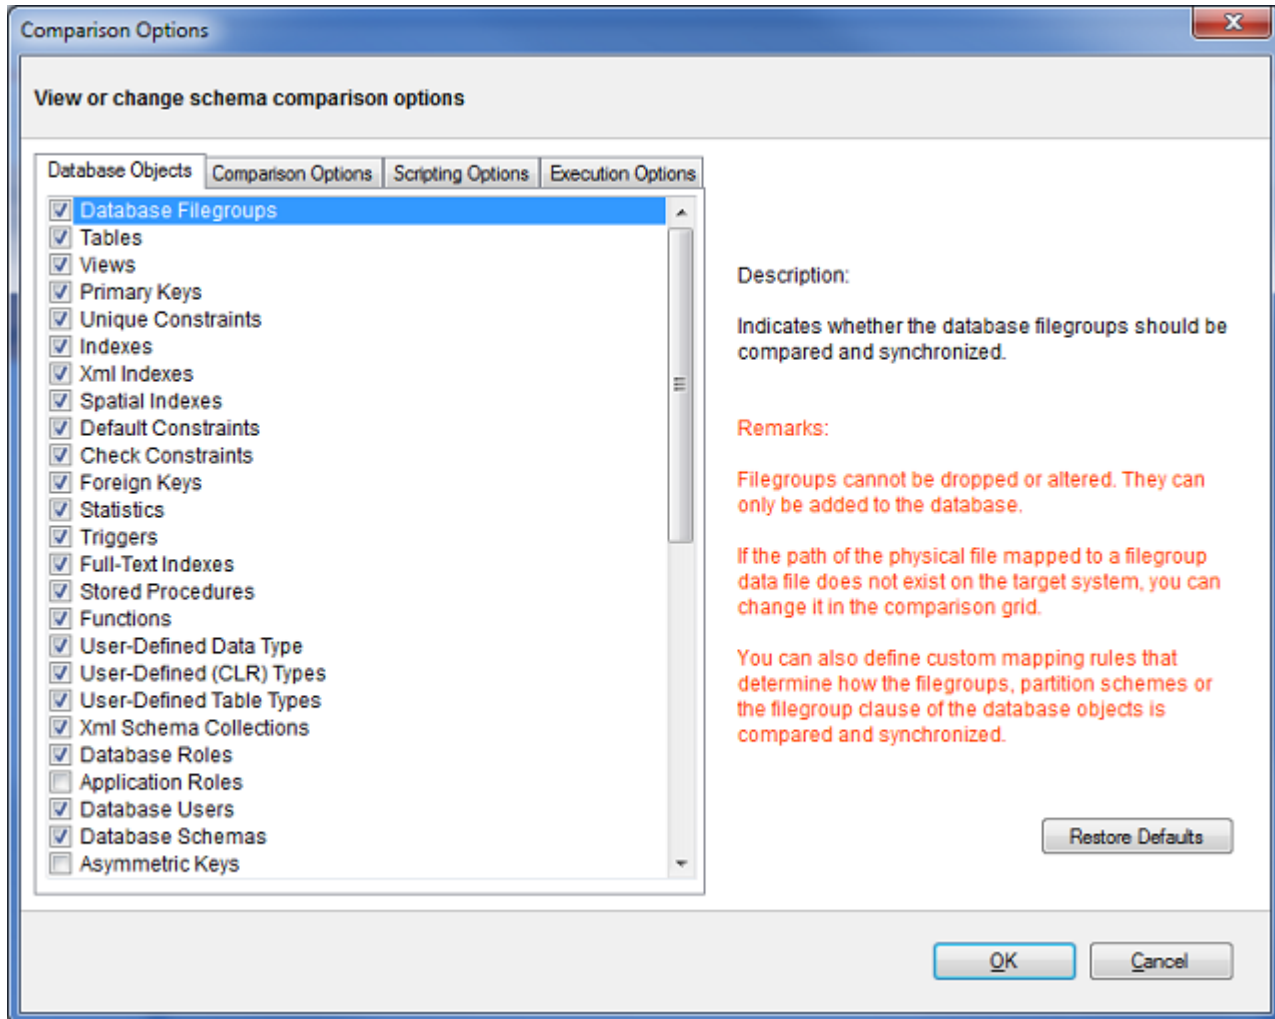 Comparison Options
View or change schema comparison options
Database Objects
Comparison Options
Scripting Options
Execution Options
Database Filegroups
Tables
Views
Primary Keys
Unique Constraints
Indexes
Xml Indexes
Spatial Indexes
Default Constraints
Check Constraints
Foreign Keys
Statistics
Triggers
Full-Text Indexes
Stored Procedures
Functions
User-Defined Data Type
User-Defined (CLR) Types
User-Defined Table Types
Xml Schema Collections
Database Roles
Application Roles
Database Users
Database Schemas
Asymmetric Keys
Description:
Indicates whether the database filegroups should be
compared and synchronized.
Remarks:
Filegroups cannot be dropped or altered. They can
only be added to the database.
If the path of the physical file mapped to a filegroup
data file does not exist on the target system, you can
change it in the comparison grid.
You can also define custom mapping rules that
determine how the filegroups, partition schemes or
the filegroup clause of the database objects is
compared and synchronized.
Restore Defaults
OK
Cancel